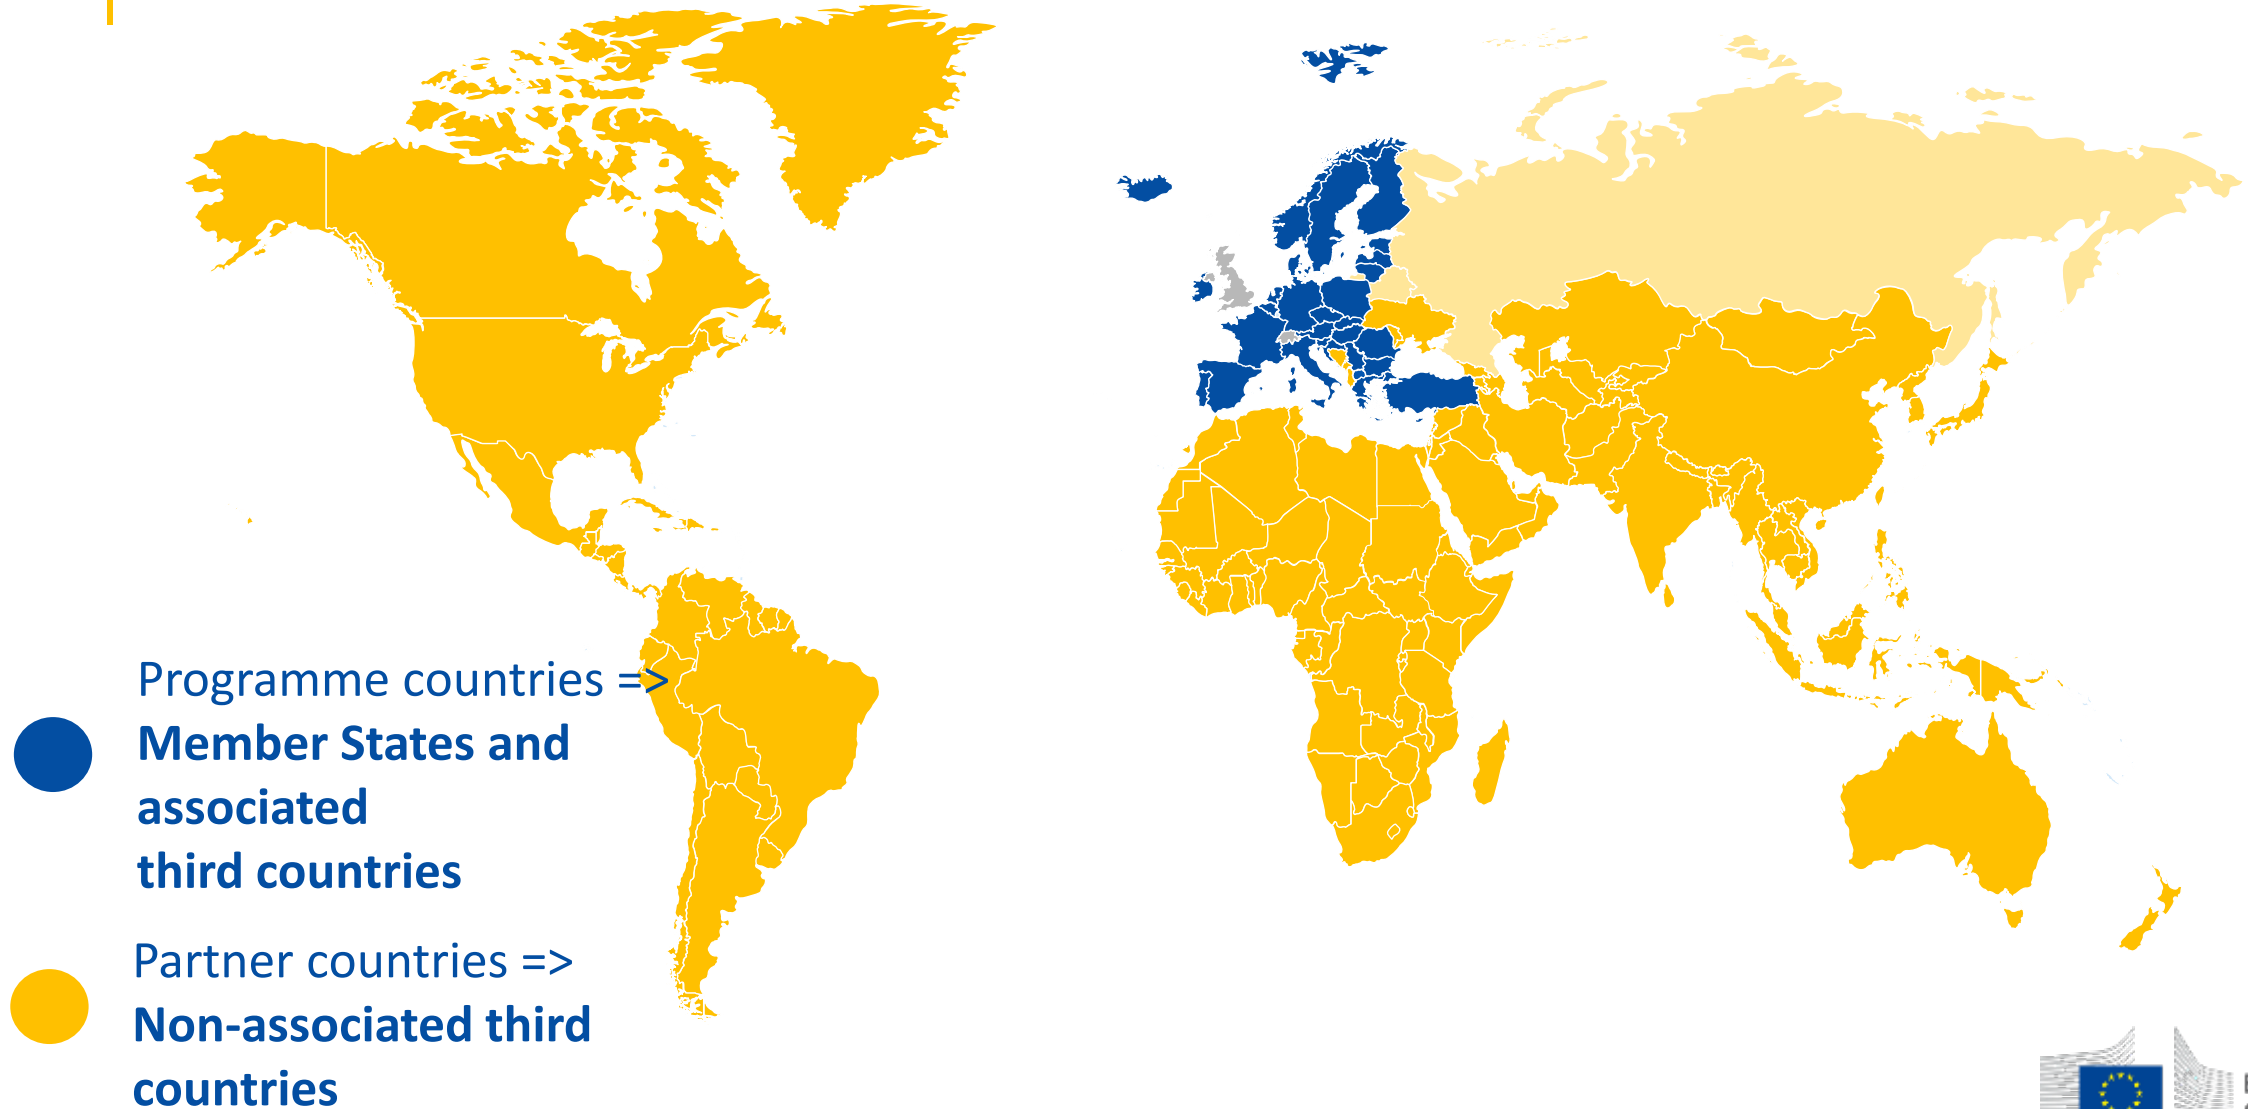 Programme countries =>
Member States and
associated
third countries
Partner countries =>
Non-associated third
countries